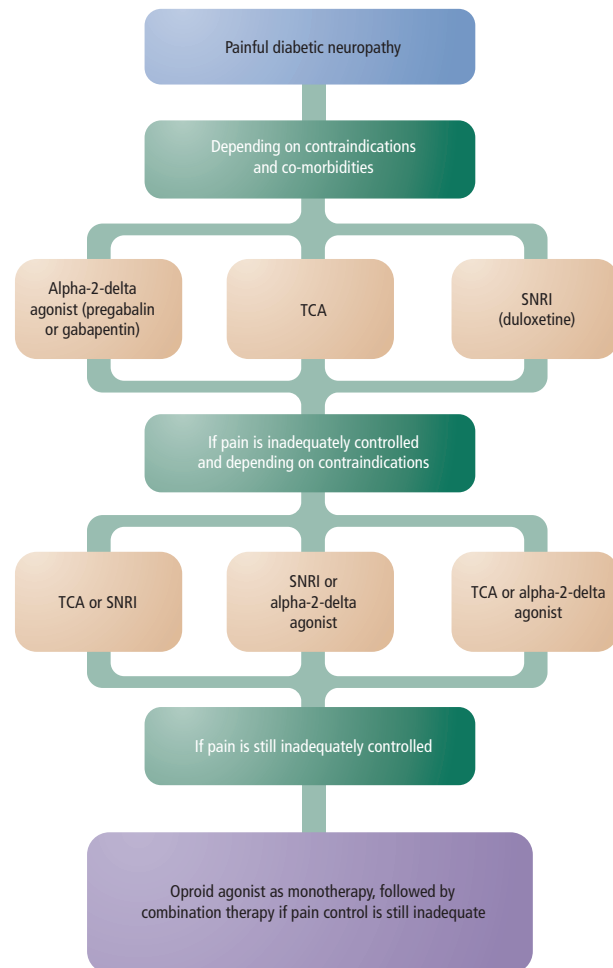 Painful diabetic neuropathy
Depending on contraindications
and co-morbidities
Alpha-2-delta
agonist (pregabalin
or gabapentin)
TCA
SNRI
(duloxetine)
If pain is inadequately controlled
and depending on contraindications
TCA or SNRI
SNRI or
alpha-2-delta
agonist
TCA or alpha-2-delta
agonist
If pain is still inadequately controlled
Oproid agonist as monotherapy, followed by
combination therapy if pain control is still inadequate